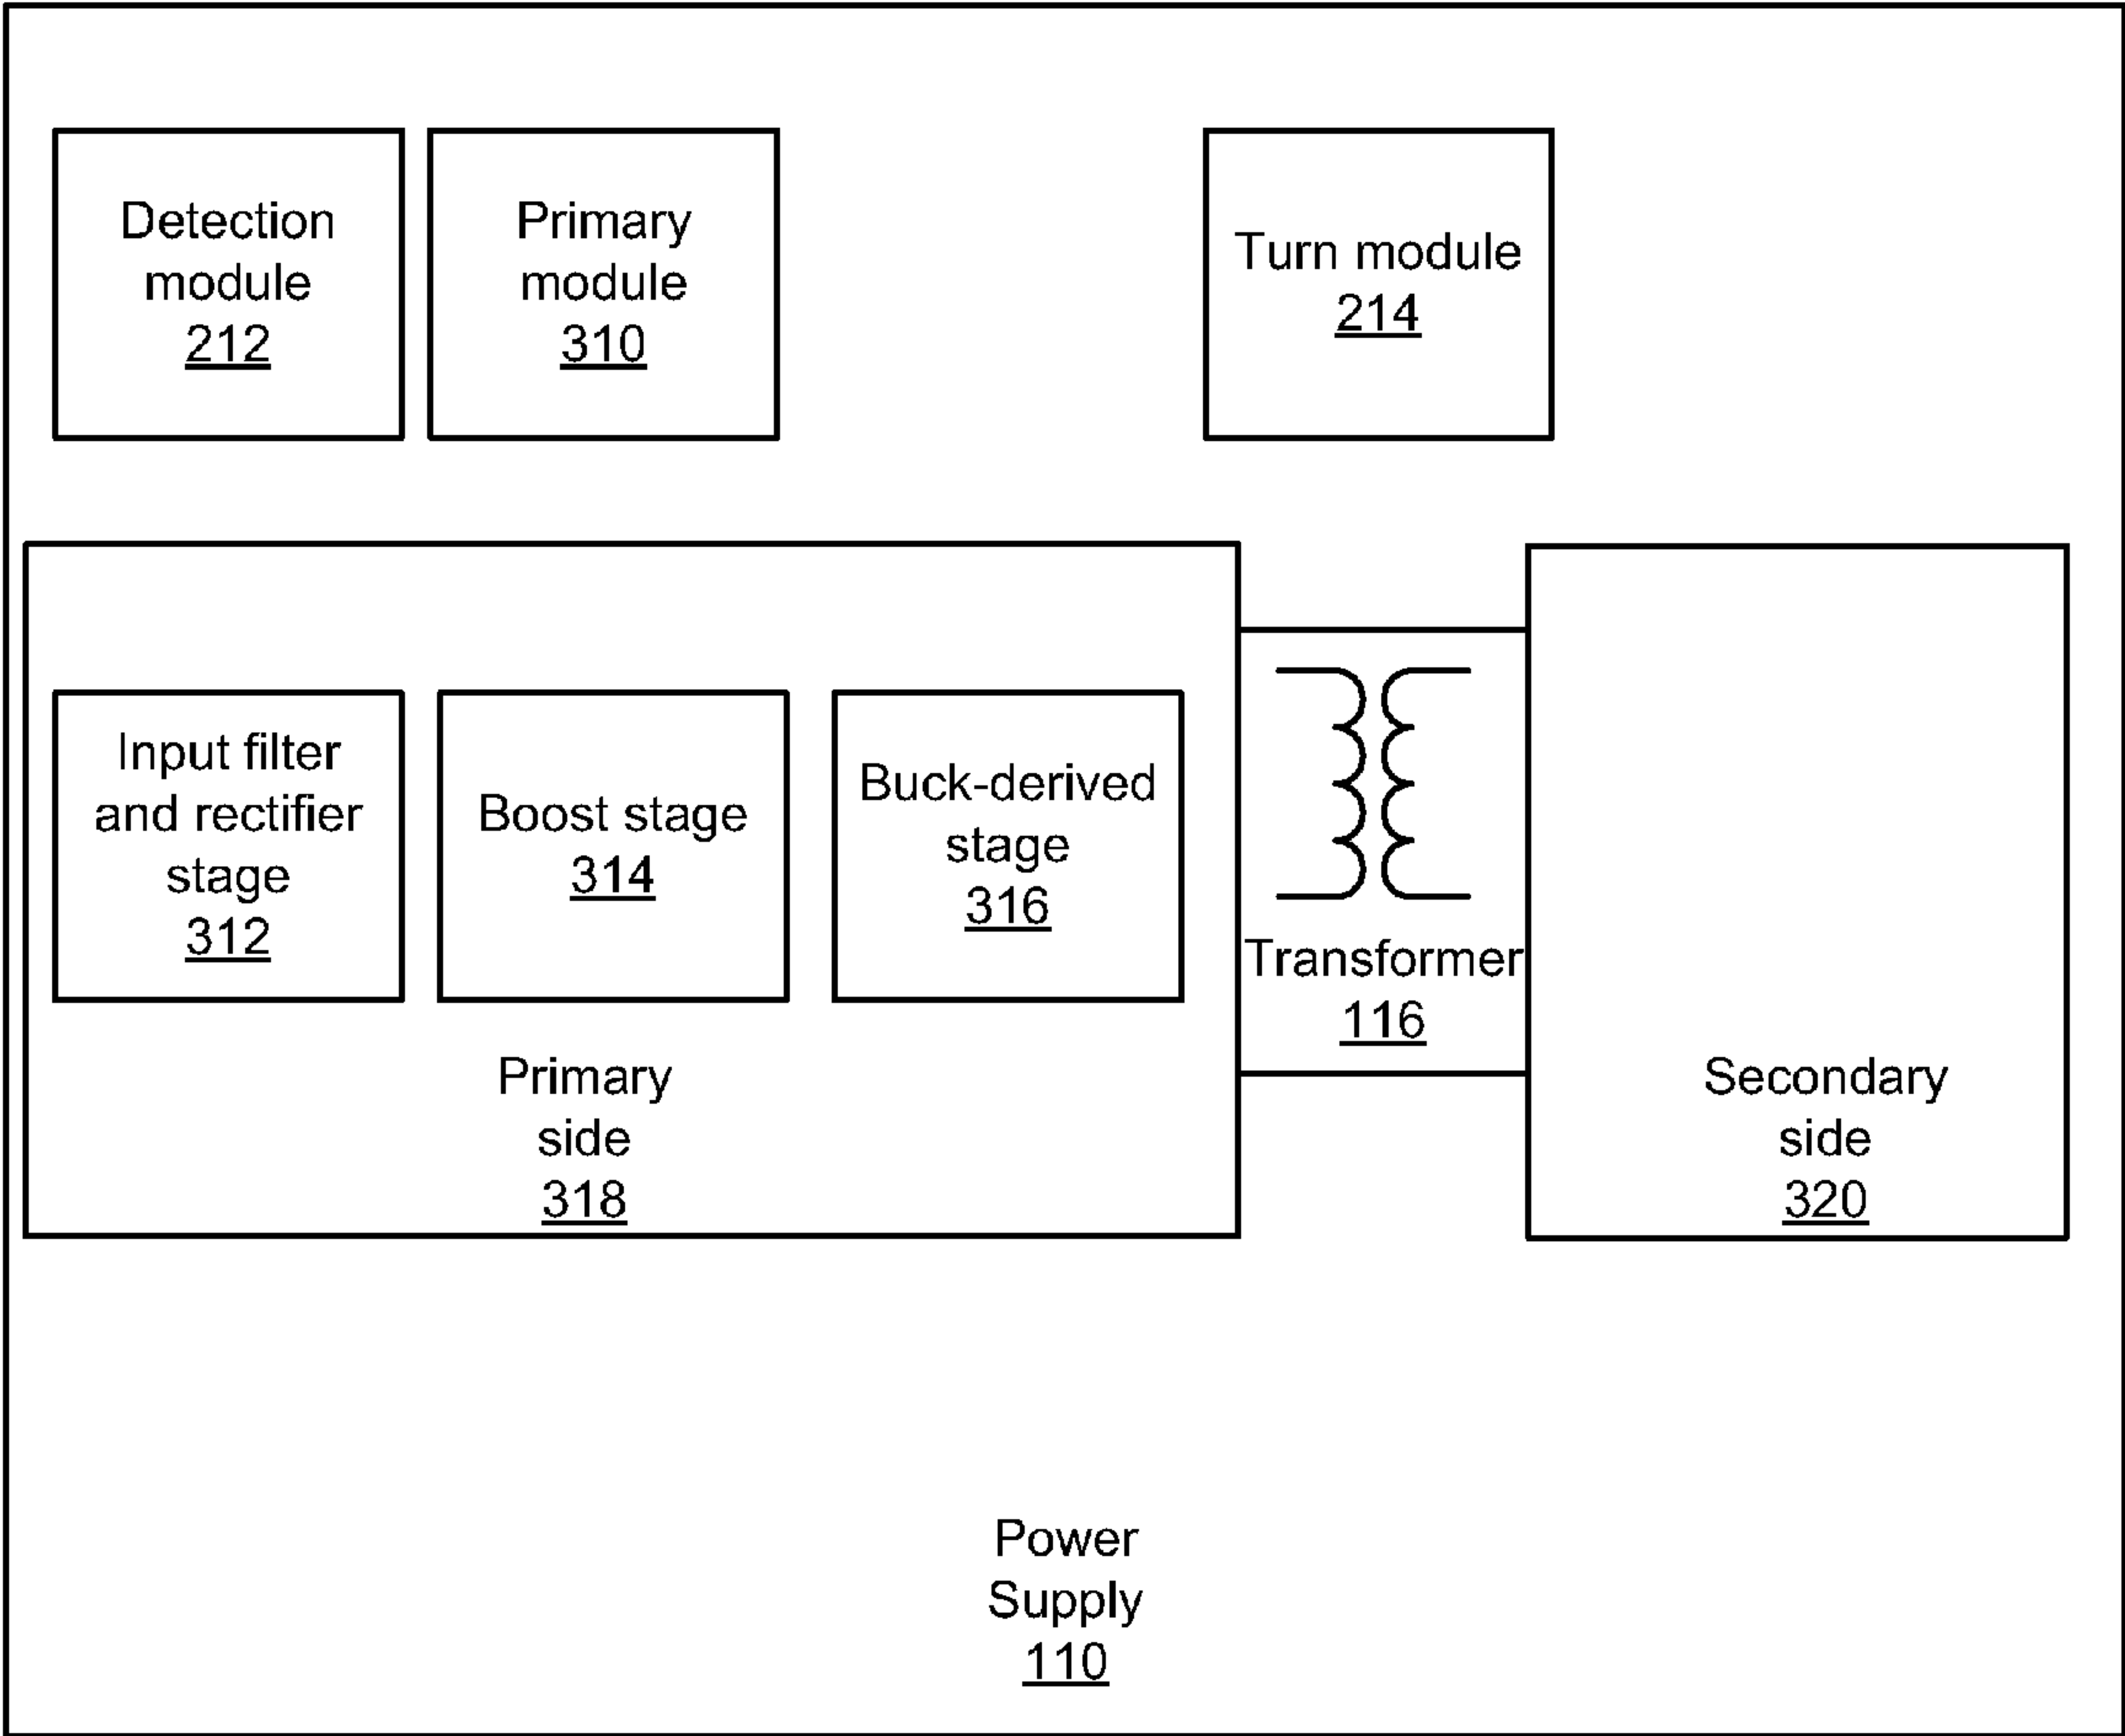 Detection
module
212
Primary
module
310
Turn module
214
Input filter
and rectifier
stage
312
Boost stage
314
Buck-derived
stage
316
Transformer
116
Primary
side
318
Secondary
side
320
Power
Supply
110